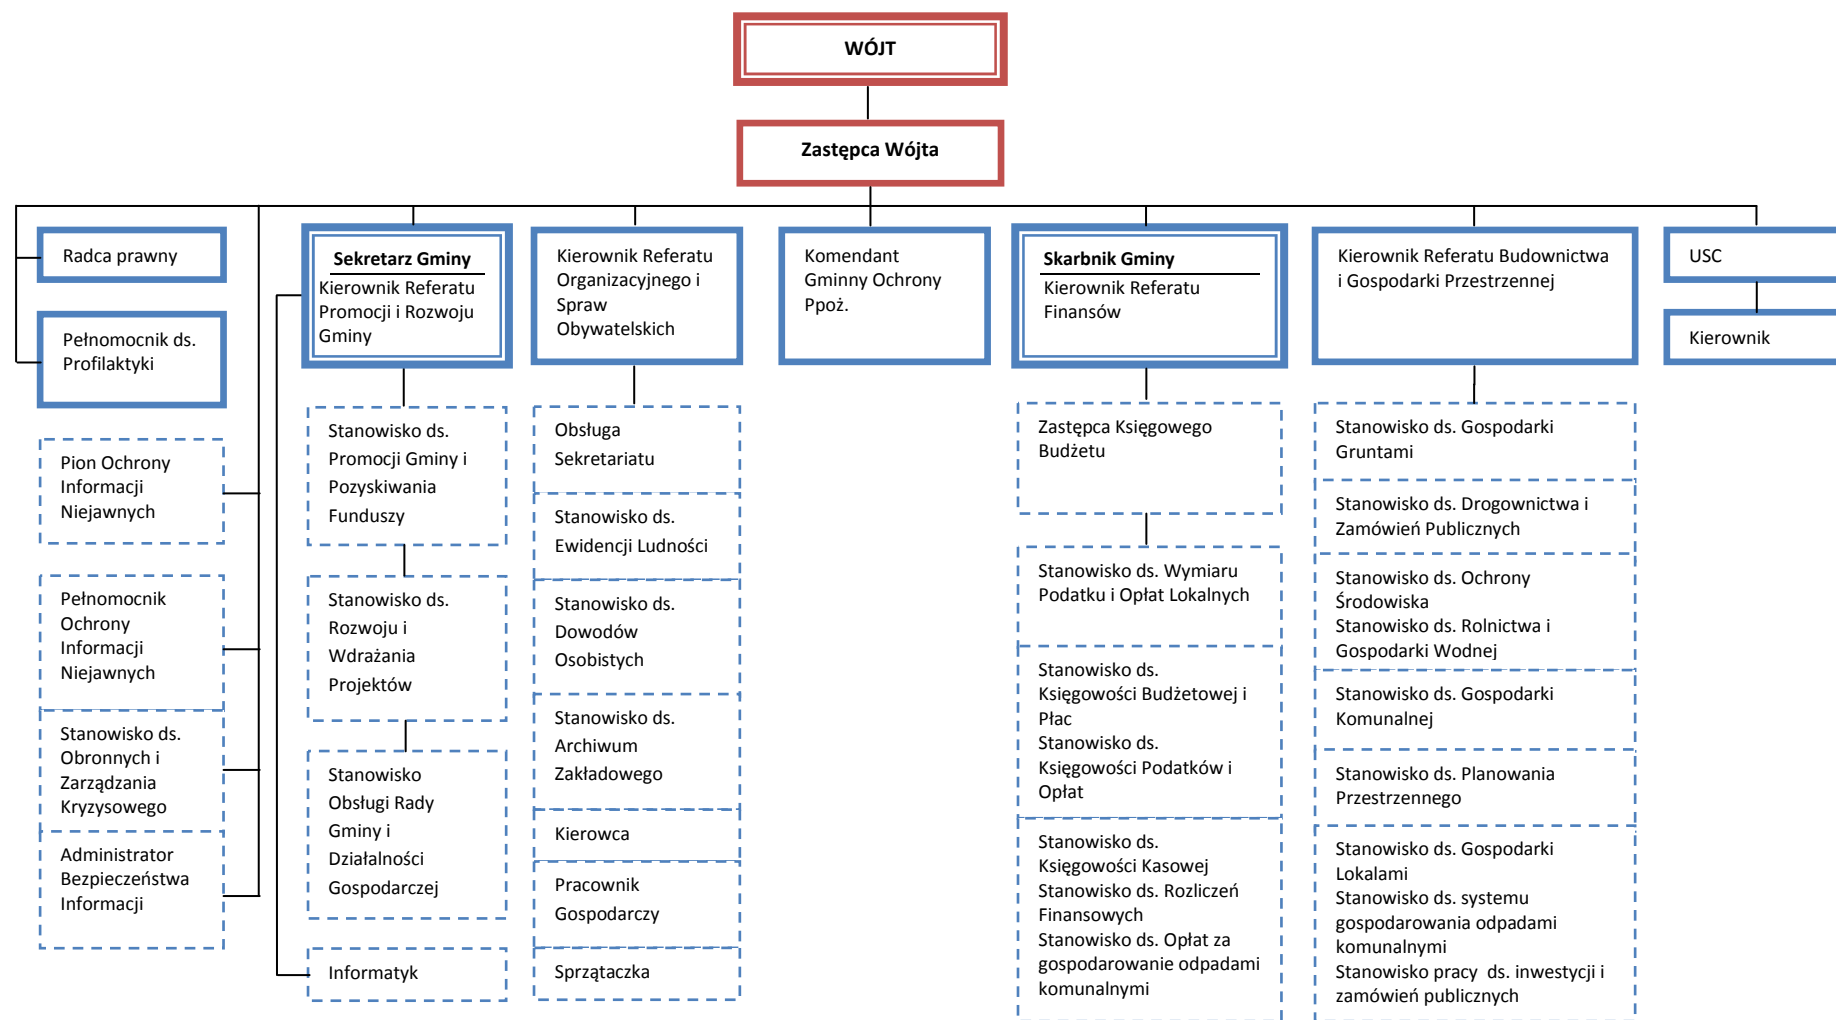 WÓJT
Zastępca Wójta
Radca prawny
Pełnomocnik ds.
Profilaktyki
Pion Ochrony
Informacji
Niejawnych
Pełnomocnik
Ochrony
Informacji
Niejawnych
Stanowisko ds.
Obronnych i
Zarządzania
Kryzysowego
Administrator
Bezpieczeństwa
Informacji
Sekretarz Gminy
Kierownik Referatu
Promocji i Rozwoju
Gminy
Stanowisko ds.
Promocji Gminy i
Pozyskiwania
Funduszy
Stanowisko ds.
Rozwoju i
Wdrażania
Projektów
Stanowisko
Obsługi Rady
Gminy i
Działalności
Gospodarczej
Informatyk
Kierownik Referatu
Organizacyjnego i
Spraw
Obywatelskich
Obsługa
Sekretariatu
Stanowisko ds.
Ewidencji Ludności
Stanowisko ds.
Dowodów
Osobistych
Stanowisko ds.
Archiwum
Zakładowego
Kierowca
Pracownik
Gospodarczy
Sprzątaczka
Komendant
Gminny Ochrony
Ppoż.
Skarbnik Gminy
Kierownik Referatu
Finansów
Zastępca Księgowego
Budżetu
Stanowisko ds. Wymiaru
Podatku i Opłat Lokalnych
Stanowisko ds.
Księgowości Budżetowej i
Płac
Stanowisko ds.
Księgowości Podatków i
Opłat
Stanowisko ds.
Księgowości Kasowej
Stanowisko ds. Rozliczeń
Finansowych
Stanowisko ds. Opłat za
gospodarowanie odpadami
komunalnymi
Kierownik Referatu Budownictwa
i Gospodarki Przestrzennej
Stanowisko ds. Gospodarki
Gruntami
Stanowisko ds. Drogownictwa i
Zamówień Publicznych
Stanowisko ds. Ochrony
Środowiska
Stanowisko ds. Rolnictwa i
Gospodarki Wodnej
Stanowisko ds. Gospodarki
Komunalnej
Stanowisko ds. Planowania
Przestrzennego
Stanowisko ds. Gospodarki
Lokalami
Stanowisko ds. systemu
gospodarowania odpadami
komunalnymi
Stanowisko pracy  ds. inwestycji i
zamówień publicznych
USC
Kierownik